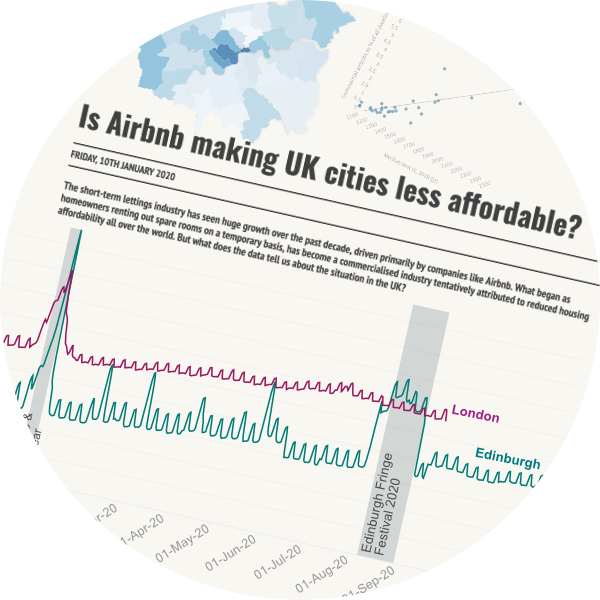 Is Airbnb making UK cities less affordable?
FRIDAY, 10TH JANUARY 2020
The short-term lettings industry has seen huge growth over the past decade, driven primarily by companies like Airbnb. What began as
homeowners renting out spare rooms on a temporary basis, has become a commercialised industry tentatively attributed to reduced housing
affordability all over the world. But what does the data tell us about the situation in the UK?
London
Edinburgh
Edinburgh Fringe
Festival 2020
r-20
1-Apr-20
01-May-20
01-Jun-20
01-Jul-20
01-Aug-20
-Sep-20